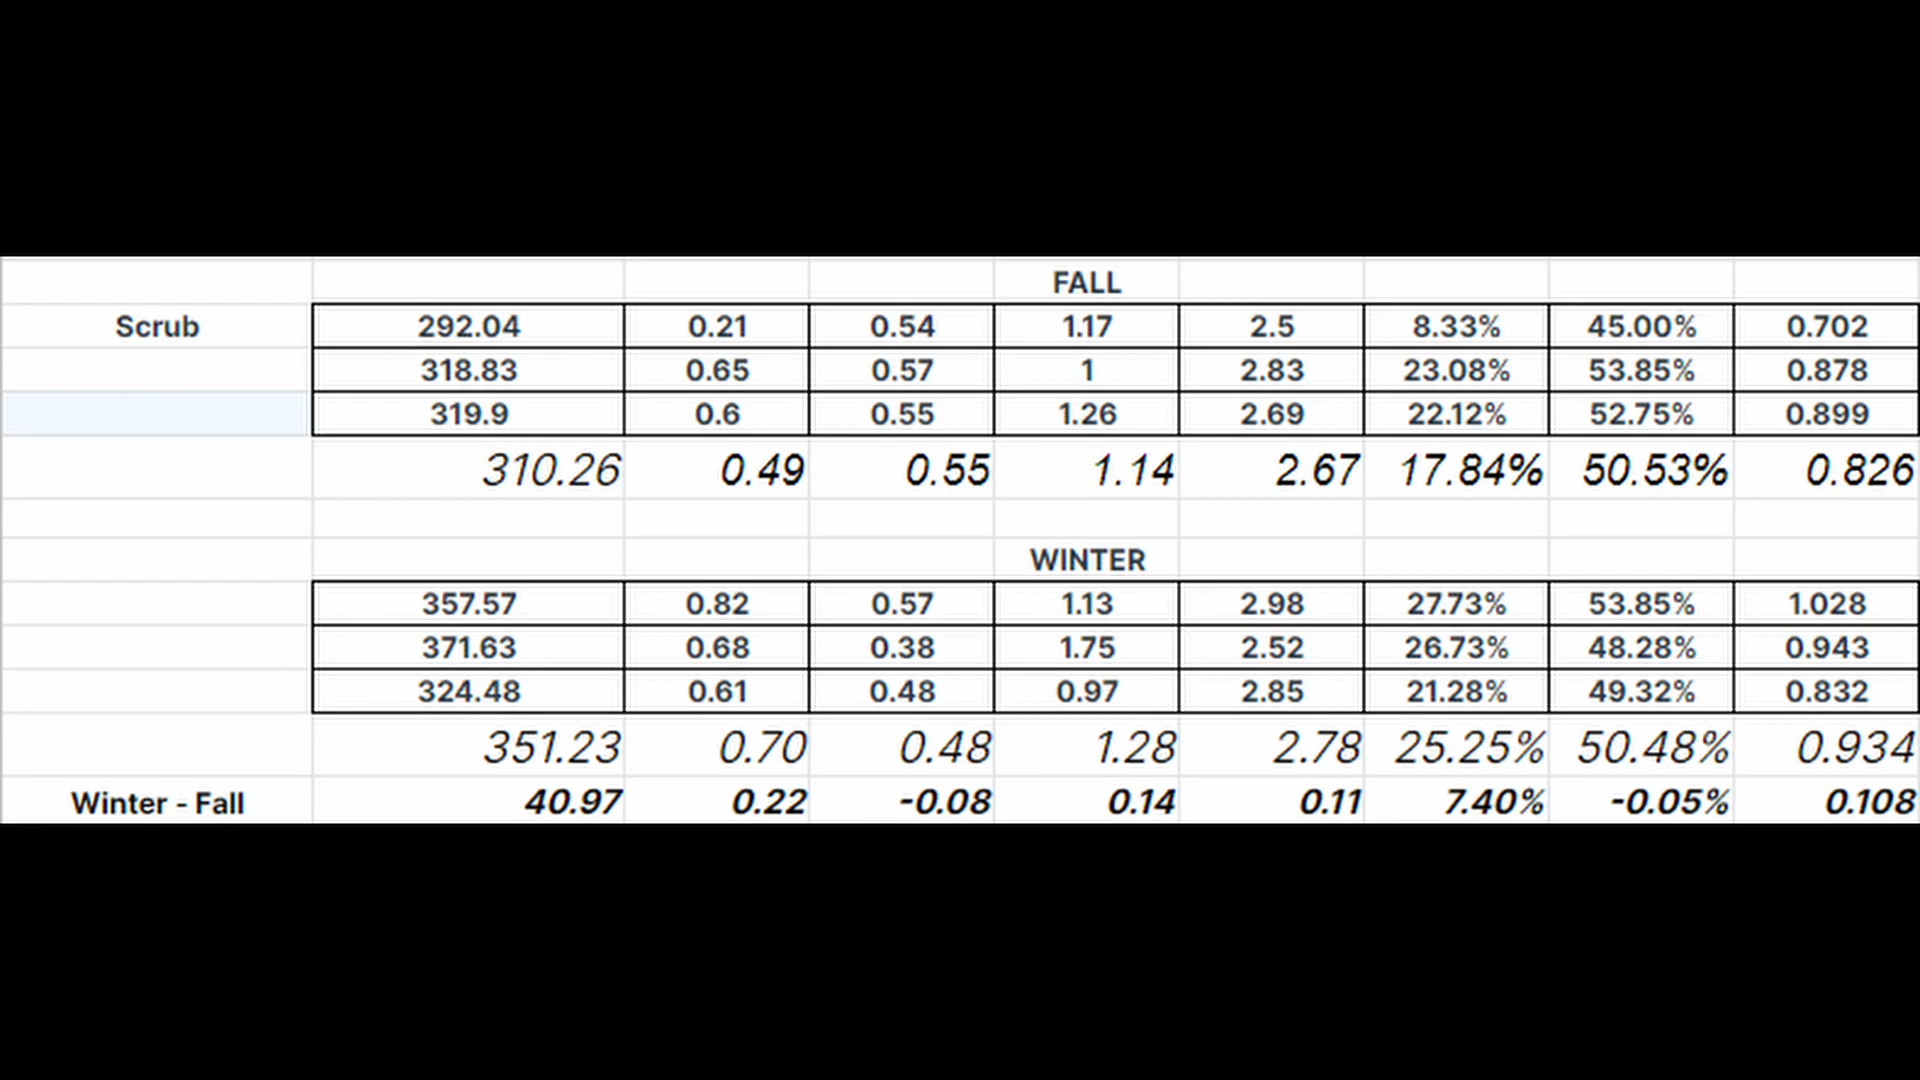 FALL
Scrub 292.04 0.21 0.54 1.17 2.5 8.33% 45.00% 0.702
318.83 0.65 0.57 1 2.83 23.08% 53.85% 0.878
319.9 0.6 0.55 1.26 2.69 22.12% 52.75% 0.899
310.26 0.49 0.55 1.14 2.67 17.84% 50.53% 0.826
WINTER
357.57 0.82 0.57 1.13 2.98 27.73% 53.85% 1.028
371.63 0.68 0.38 1.75 2.52 26.73% 48.28% 0.943
324.48 0.61 0.48 0.97 2.85 21.28% 49.32% 0.832
351.23 0.70 0.48 1.28 2.78 25.25% 50.48% 0.934
Winter - Fall 40.97 0.22 -0.08 0.14 0.11 7.40% -0.05% 0.108